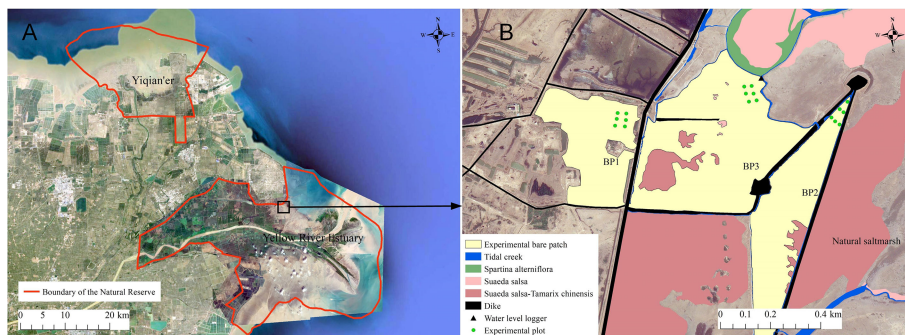 A
N
W
E
S
Yiqian'er
Yellow River Estuary
Boundary of the Natural Reserve
0 5 10 20 km
B
N
W
E
S
BP1
BP3
BP2
Natural saltmarsh
Experimental bare patch
Tidal creek
Spartina alterniflora
Suaeda salsa
Suaeda salsa-Tamarix chinensis
Dike
Water level logger
Experimental plot
0 0.1 0.2 0.4 km